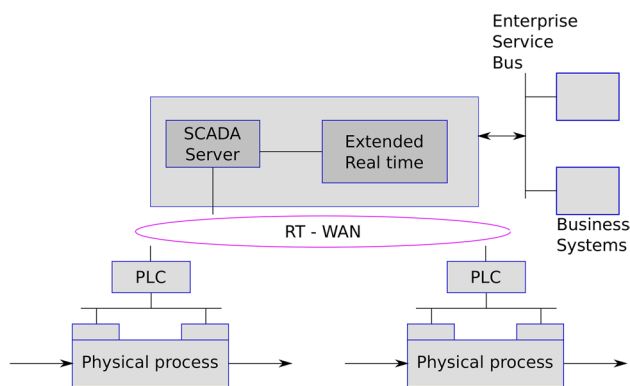 Enterprise
Service
Bus
SCADA
Server
Extended
Real time
Business
Systems
RT - WAN
PLC
PLC
Physical process
Physical process